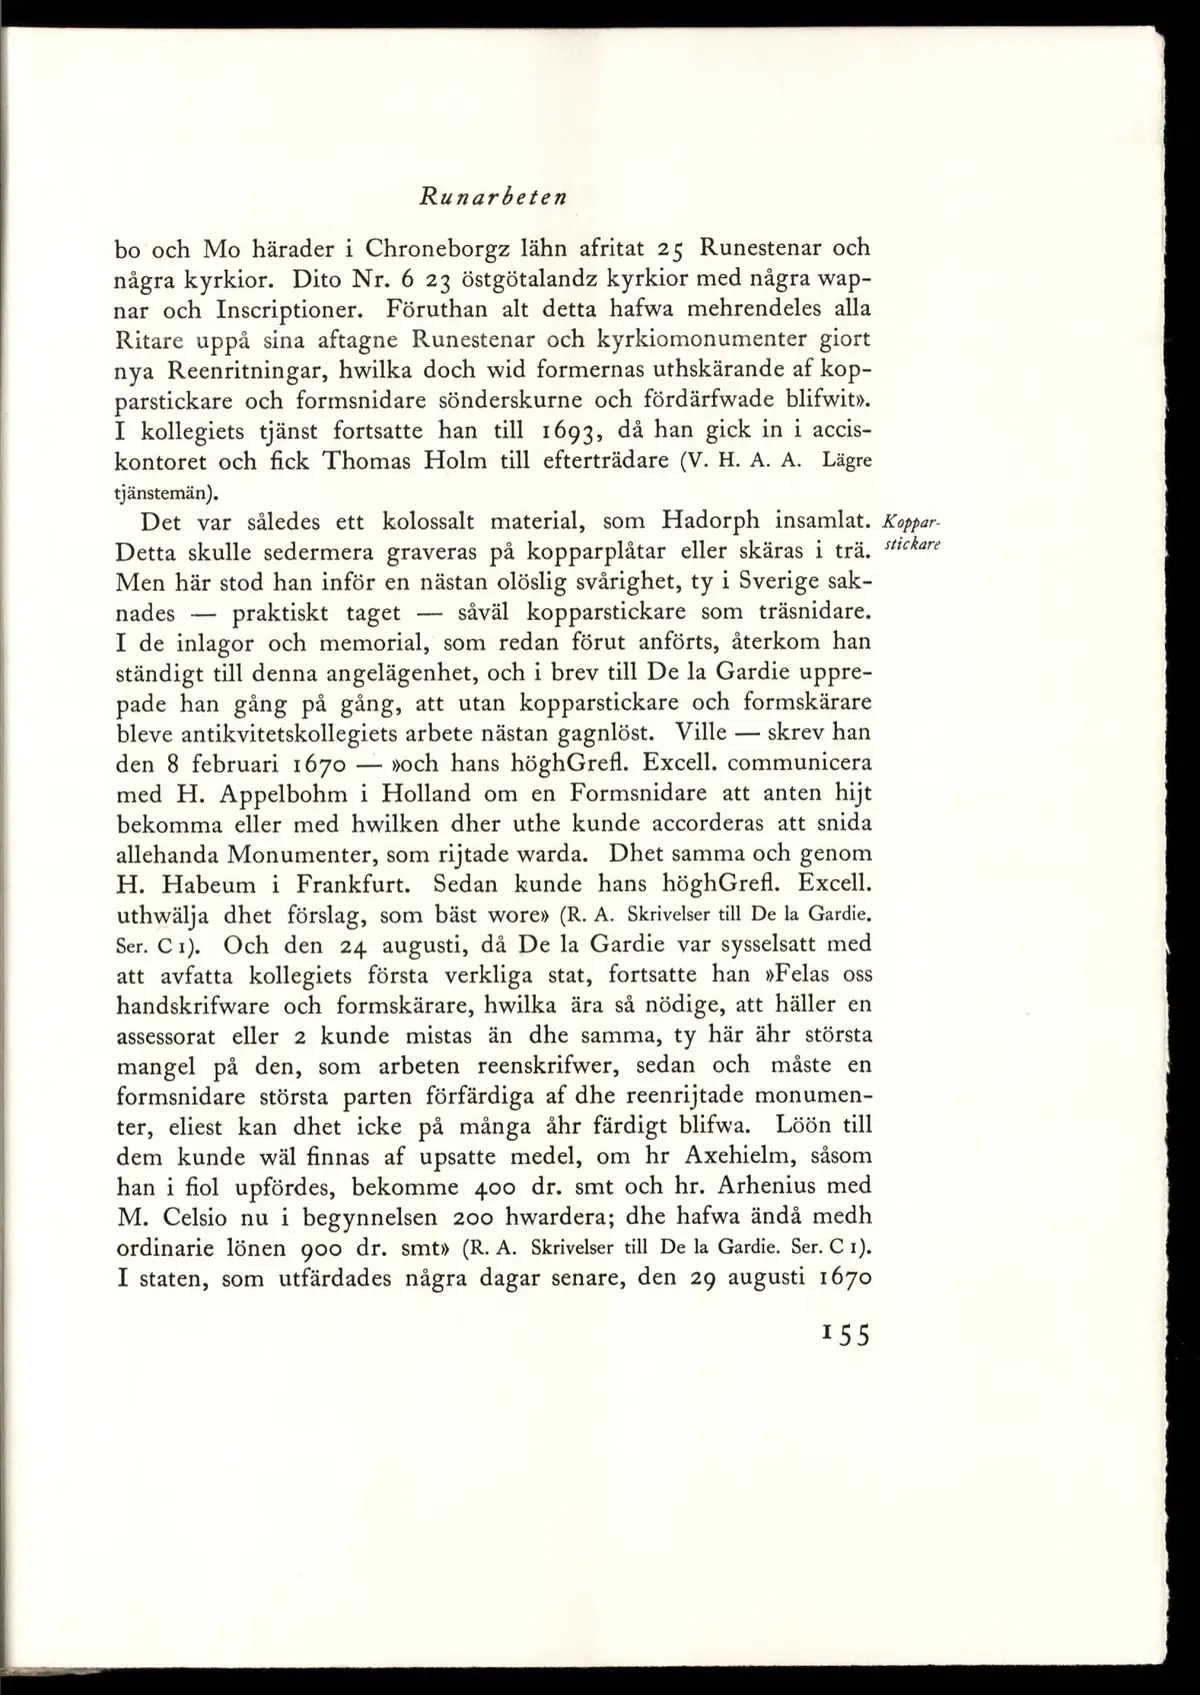 Runarbeten
bo och Mo härader i Chroneborgz lähn afritat 25 Runestenar och
några kyrkior. Dito Nr. 6 23 östgötalandz kyrkior med några wap-
nar och Inscriptioner. Föruthan alt detta hafwa mehrendeles alla
Ritare uppå sina aftagne Runestenar och kyrkiomonumenter giort
nya Reenritningar, hwilka doch wid formernas uthskärande af kop-
parstickare och formsnidare sönderskurne och fördärfwade blifwit».
I kollegiets tjänst fortsatte han till 1693, då han gick in i accis-
kontoret och fick Thomas Holm till efterträdare (V. H. A. A. Lägre
tjänstemän).
Det var således ett kolossalt material, som Hadorph insamlat. Koppar-
Detta skulle sedermera graveras på kopparplåtar eller skäras i trä. stickare
Men här stod han inför en nästan olöslig svårighet, ty i Sverige sak-
nades — praktiskt taget — såväl kopparstickare som träsnidare.
I de inlagor och memorial, som redan förut anförts, återkom han
ständigt till denna angelägenhet, och i brev till De la Gardie uppre-
pade han gång på gång, att utan kopparstickare och formskärare
bleve antikvitetskollegiets arbete nästan gagnlöst. Ville — skrev han
den 8 februari 1670 — »och hans höghGrefl. Excell. communicera
med H. Appelbohm i Holland om en Formsnidare att anten hijt
bekomma eller med hwilken dher uthe kunde accorderas att snida
allehanda Monumenter, som rijtade warda. Dhet samma och genom
H. Habeum i Frankfurt. Sedan kunde hans höghGrefl. Excell.
uthwälja dhet förslag, som bäst wore» (R. A. Skrivelser till De la Gardie.
Ser. C 1). Och den 24 augusti, då De la Gardie var sysselsatt med
att avfatta kollegiets första verkliga stat, fortsatte han »Felas oss
handskrifware och formskärare, hwilka ära så nödige, att häller en
assessorat eller 2 kunde mistas än dhe samma, ty här ähr största
mangel på den, som arbeten reenskrifwer, sedan och måste en
formsnidare största parten förfärdiga af dhe reenrijtade monumen-
ter, eliest kan dhet icke på många åhr färdigt blifwa. Löön till
dem kunde wäl finnas af upsatte medel, om hr Axehielm, såsom
han i fiol upfördes, bekomme 400 dr. smt och hr. Arhenius med
M. Celsio nu i begynnelsen 200 hwardera; dhe hafwa ändå medh
ordinarie lönen 900 dr. smt» (R. A. Skrivelser till De la Gardie. Ser. C 1).
I staten, som utfärdades några dagar senare, den 29 augusti 1670
155